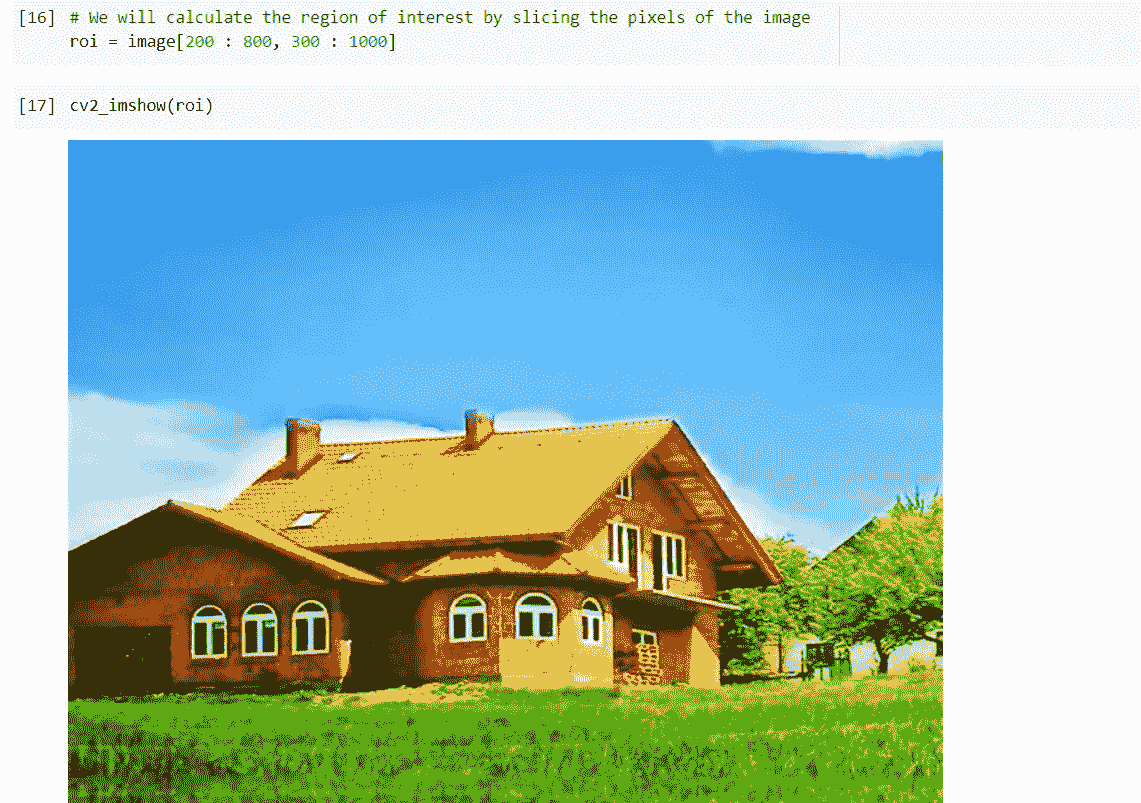 [16] # We will calculate the region of interest by slicing the pixels of the image
roi = image[200 : 800, 300 : 1000]
[17] cv2_imshow(roi)